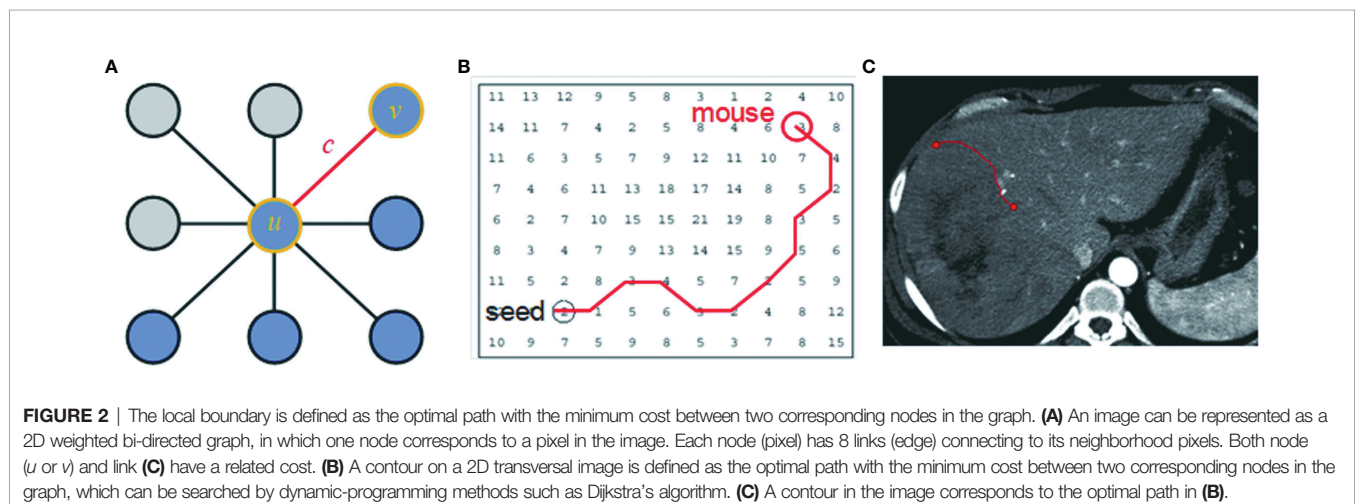 A
v
c
u
B
11 13 12 9 5 8 3 1 2 4 10
mouse
14 11 7 4 2 5 8 4 6 3 8
11 6 3 5 7 9 12 11 10 7 4
7 4 6 11 13 18 17 14 8 5 2
6 2 7 10 15 15 21 19 8 3 5
8 3 4 7 9 13 14 15 9 5 6
11 5 2 8 3 4 5 7 2 5 9
seed 2 1 5 6 3 2 4 8 12
10 9 7 5 9 8 5 3 7 8 15
C
FIGURE 2 | The local boundary is defined as the optimal path with the minimum cost between two corresponding nodes in the graph. (A) An image can be represented as a
2D weighted bi-directed graph, in which one node corresponds to a pixel in the image. Each node (pixel) has 8 links (edge) connecting to its neighborhood pixels. Both node
(u or v) and link (C) have a related cost. (B) A contour on a 2D transversal image is defined as the optimal path with the minimum cost between two corresponding nodes in the
graph, which can be searched by dynamic-programming methods such as Dijkstra's algorithm. (C) A contour in the image corresponds to the optimal path in (B).